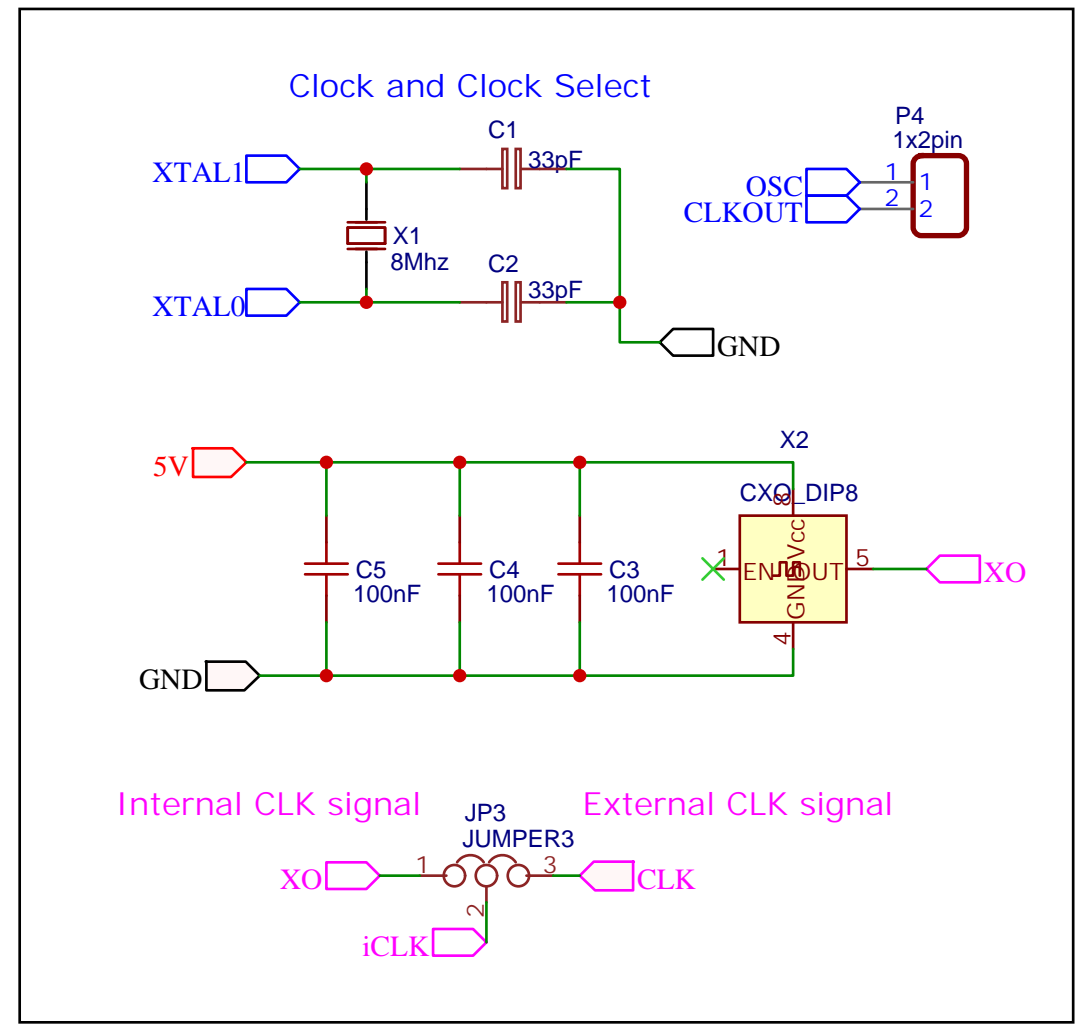 Clock and Clock Select
XTAL1
C1
33pF
X1
8Mhz
XTAL0
C2
33pF
GND
P4
1x2pin
OSC
1
1
CLKOUT
2
2
5V
X2
CXO_DIP8
8
Vcc
1
EN
OUT
5
XO
GND
4
C5
100nF
C4
100nF
C3
100nF
GND
Internal CLK signal
External CLK signal
JP3
JUMPER3
XO
1
3
CLK
2
iCLK